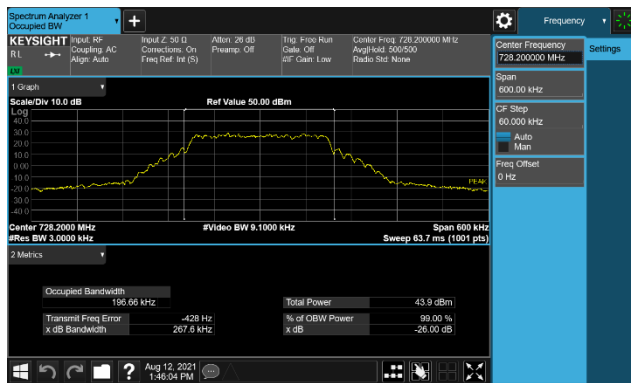 Spectrum Analyzer 1
Occupied BW
Frequency
KEYSIGHT
Input: RF
Input Z: 50 Ω
Atten: 26 dB
Trig: Free Run
Center Freq: 728.200000 MHz
RL
Coupling: AC
Corrections: On
Preamp: Off
Gate: Off
Avg|Hold: 500/500
Align: Auto
Freq Ref: Int (S)
#IF Gain: Low
Radio Std: None
Center Frequency
728.200000 MHz
Settings
Span
600.00 kHz
CF Step
60.000 kHz
Auto
Man
Freq Offset
0 Hz
1 Graph
Scale/Div 10.0 dB
Ref Value 50.00 dBm
Log
40.0
30.0
20.0
10.0
0.00
-10.0
-20.0
-30.0
-40.0
PEAK
Center 728.2000 MHz
#Video BW 9.1000 kHz
Span 600 kHz
#Res BW 3.0000 kHz
Sweep 63.7 ms (1001 pts)
2 Metrics
Occupied Bandwidth
196.66 kHz
Total Power
43.9 dBm
Transmit Freq Error
-428 Hz
% of OBW Power
99.00 %
x dB Bandwidth
267.6 kHz
x dB
-26.00 dB
Aug 12, 2021
1:46:04 PM